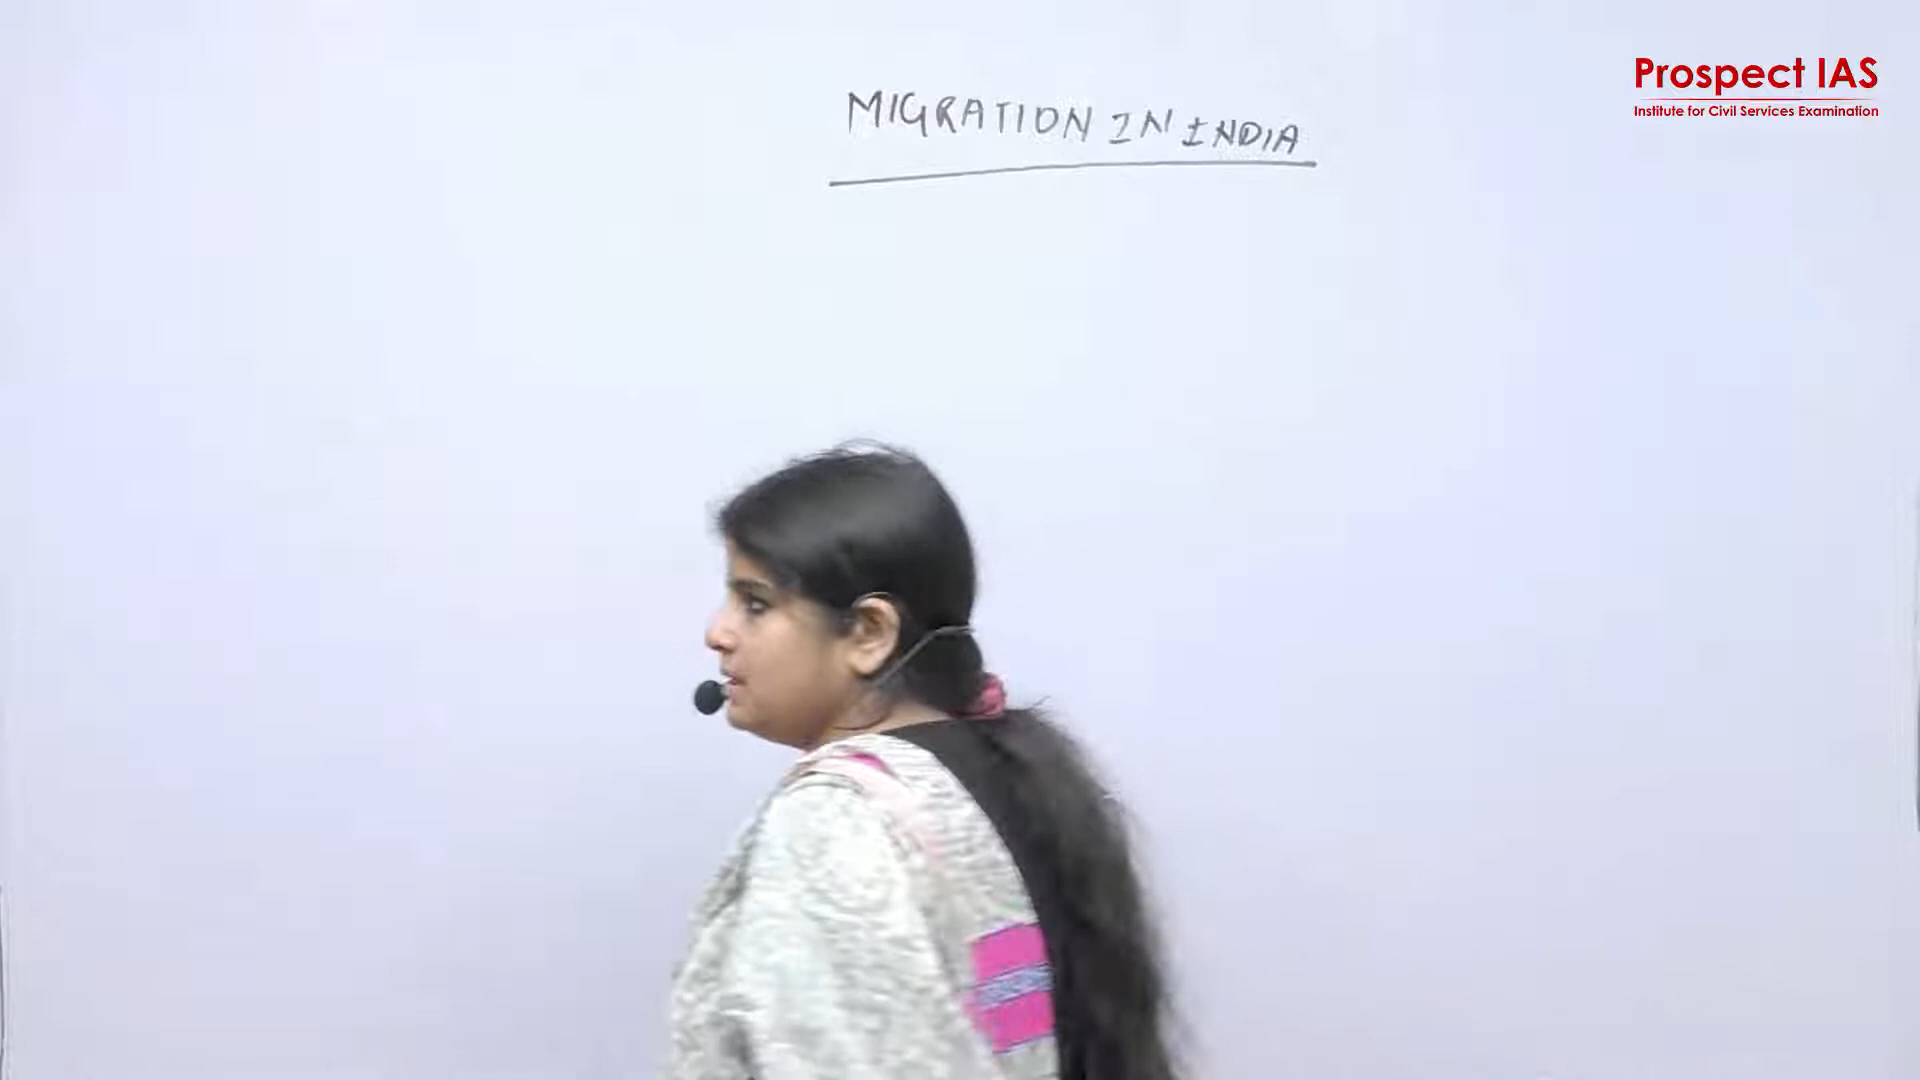 MIGRATION IN INDIA
Prospect IAS
Institute for Civil Services Examination